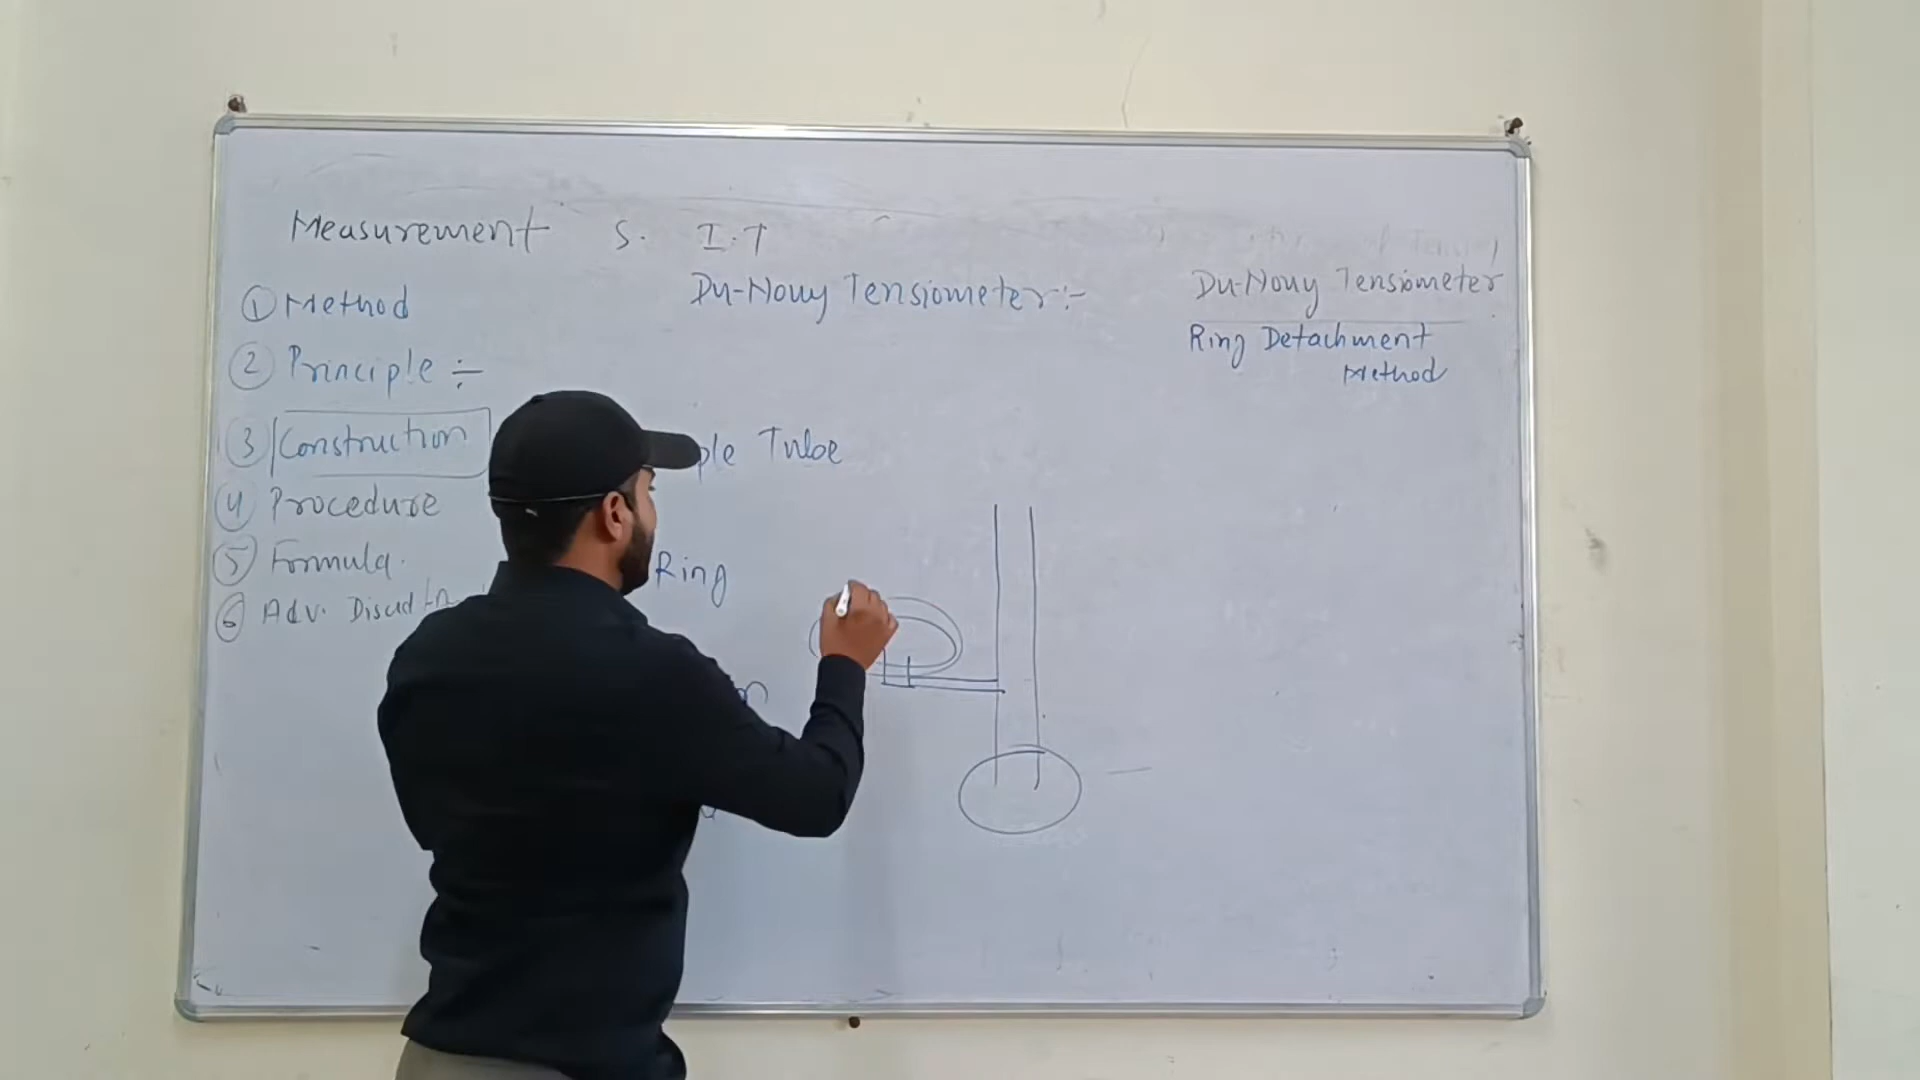 Measurement S. I.T
① Method
② Principle ÷
③ Construction
④ Procedure
⑤ Formula.
⑥ Adv. Disad
Du-Nouy Tensiometer:-
ple Tube
Ring
Du-Nouy Tensiometer
Ring Detachment
Method